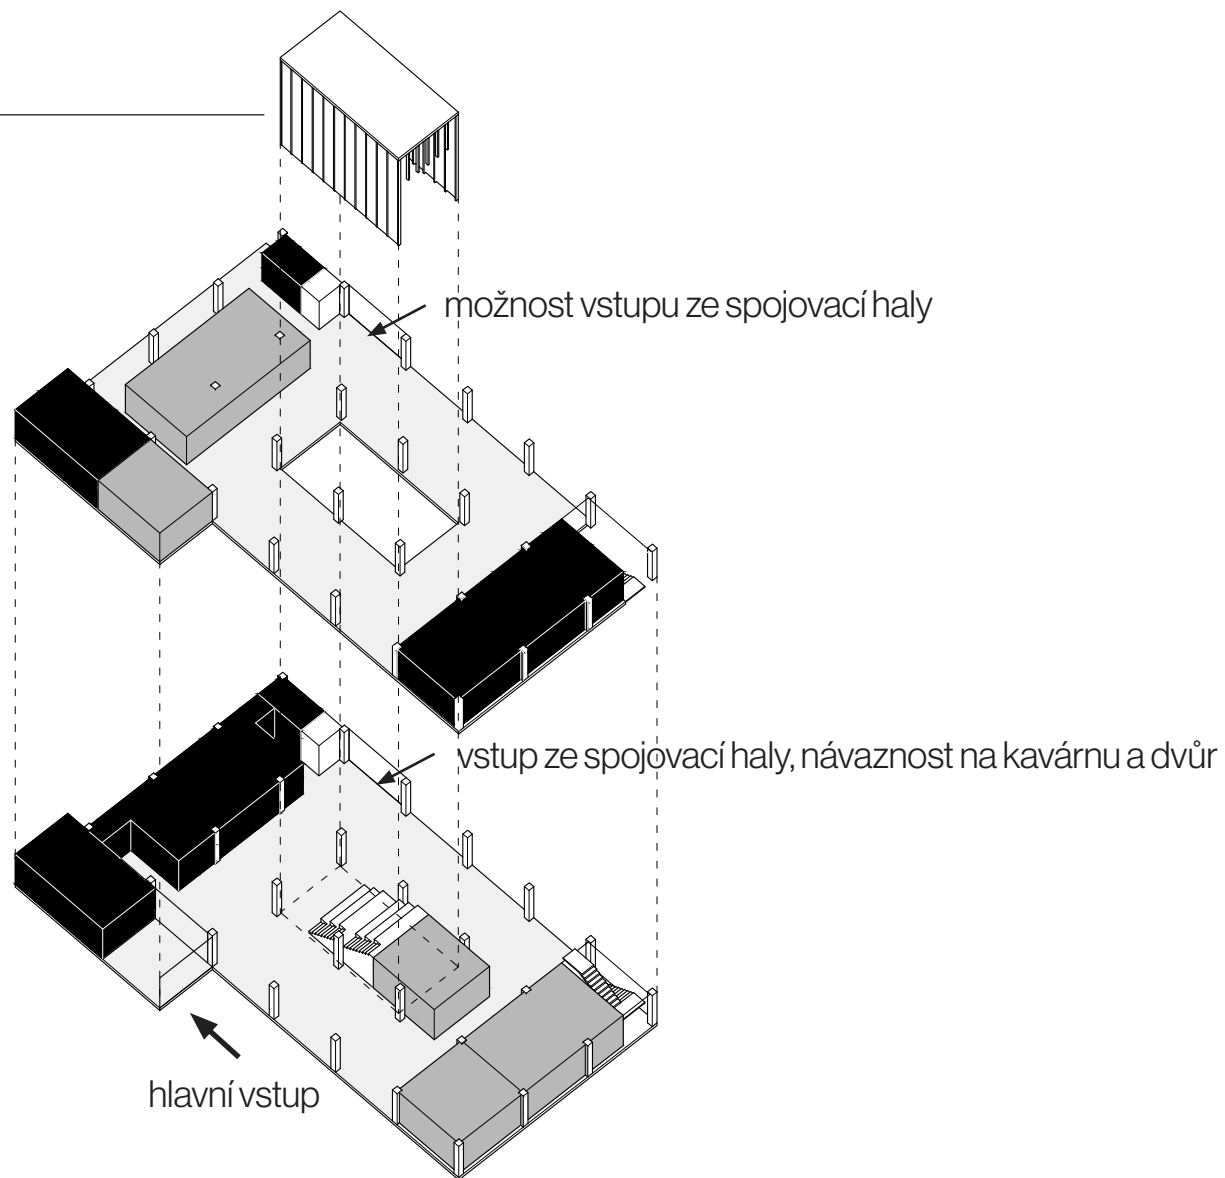 možnost vstupu ze spojovací haly
vstup ze spojovací haly, návaznost na kavárnu a dvůr
hlavní vstup